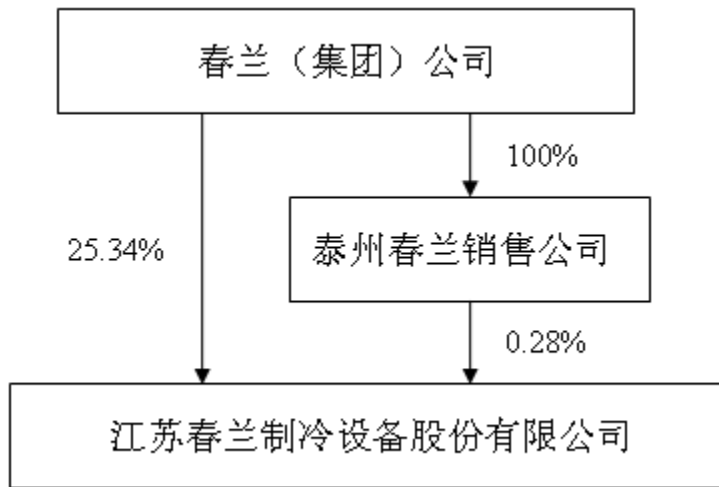 春兰（集团）公司
100%
25.34%
泰州春兰销售公司
0.28%
江苏春兰制冷设备股份有限公司